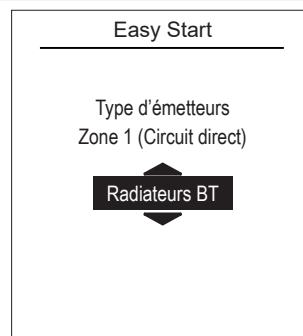 Easy Start
Type d'émetteurs
Zone 1 (Circuit direct)
Radiateurs BT